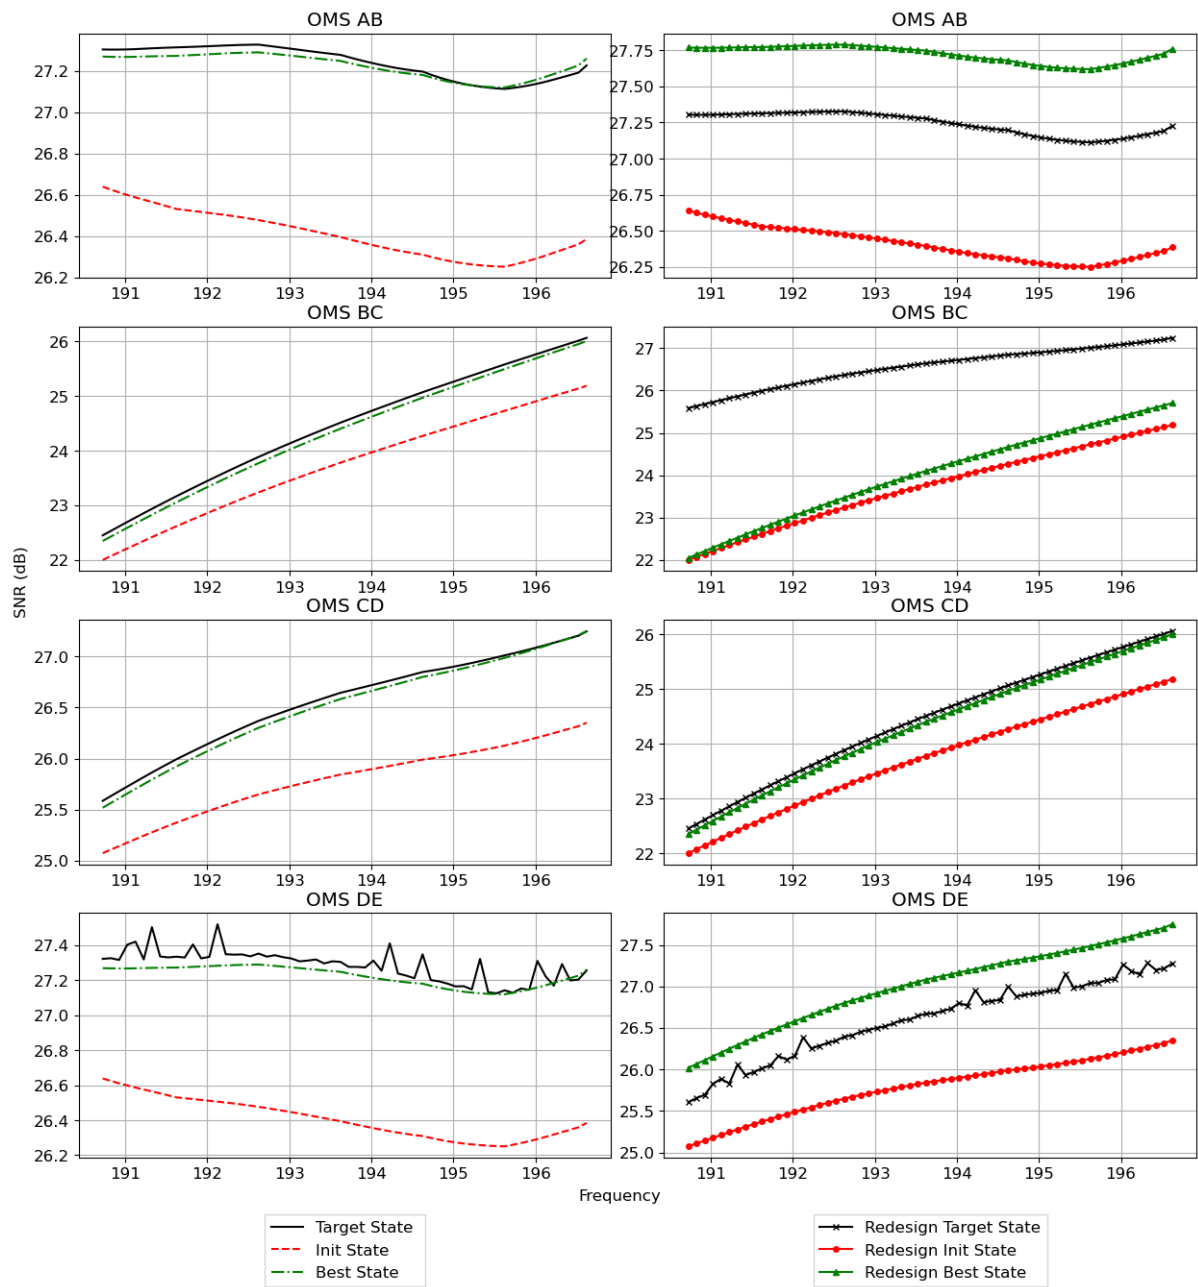 OMS AB
27.2
27.0
26.8
26.6
26.4
26.2
191 192 193 194 195 196
OMS AB
27.75
27.50
27.25
27.00
26.75
26.50
26.25
191 192 193 194 195 196
OMS BC
26
25
24
23
22
191 192 193 194 195 196
OMS BC
27
26
25
24
23
22
191 192 193 194 195 196
SNR (dB)
OMS CD
27.0
26.5
26.0
25.5
25.0
191 192 193 194 195 196
OMS CD
26
25
24
23
22
191 192 193 194 195 196
OMS DE
27.4
27.2
27.0
26.8
26.6
26.4
26.2
191 192 193 194 195 196
OMS DE
27.5
27.0
26.5
26.0
25.5
25.0
191 192 193 194 195 196
Frequency
Target State
Init State
Best State
Redesign Target State
Redesign Init State
Redesign Best State